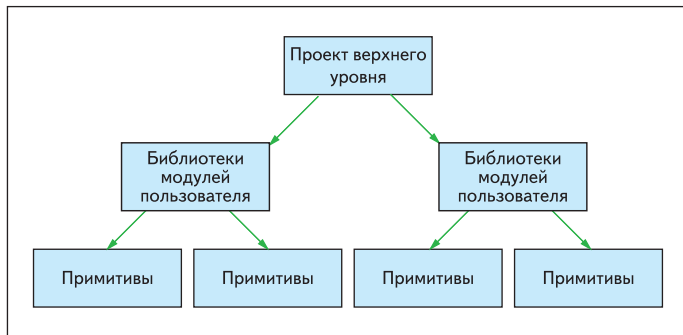 Проект верхнего
уровня
Библиотеки
модулей
пользователя
Библиотеки
модулей
пользователя
Примитивы
Примитивы
Примитивы
Примитивы